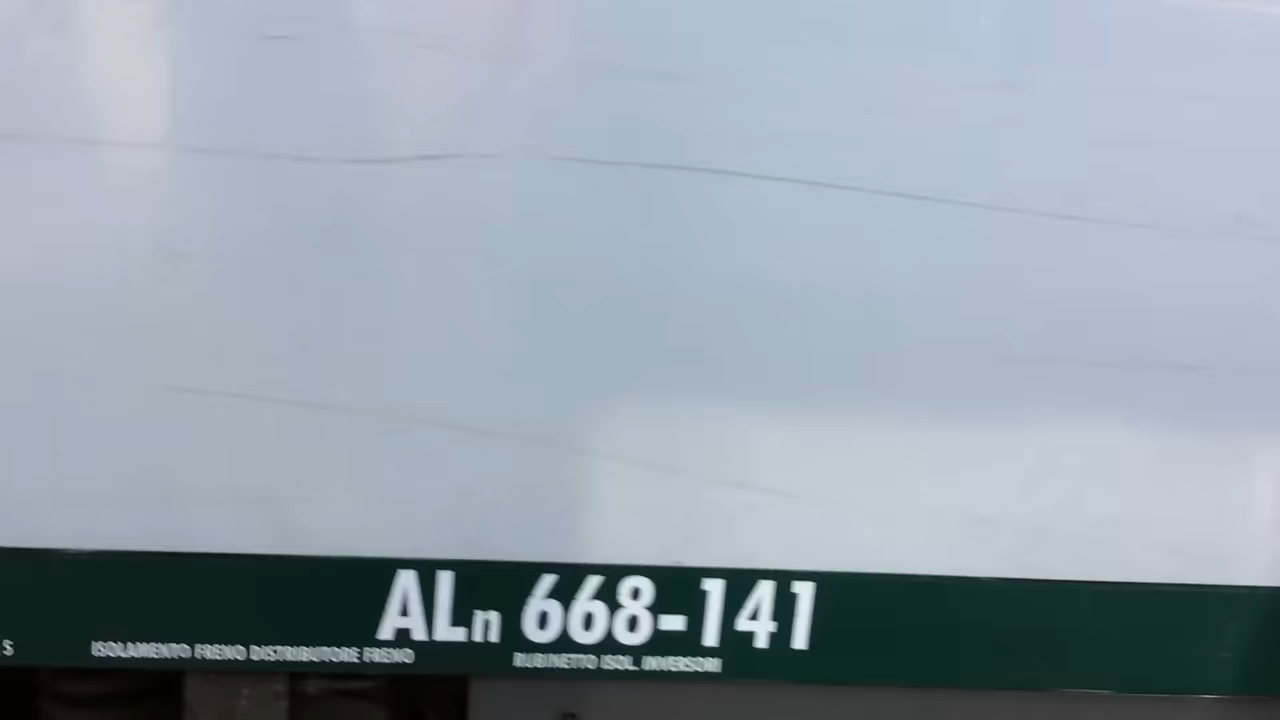 ALn 668-141
S ISOLAMENTO FRENO DISTRIBUTORE FRENO RUBINETTO ISOL. INVERSORI